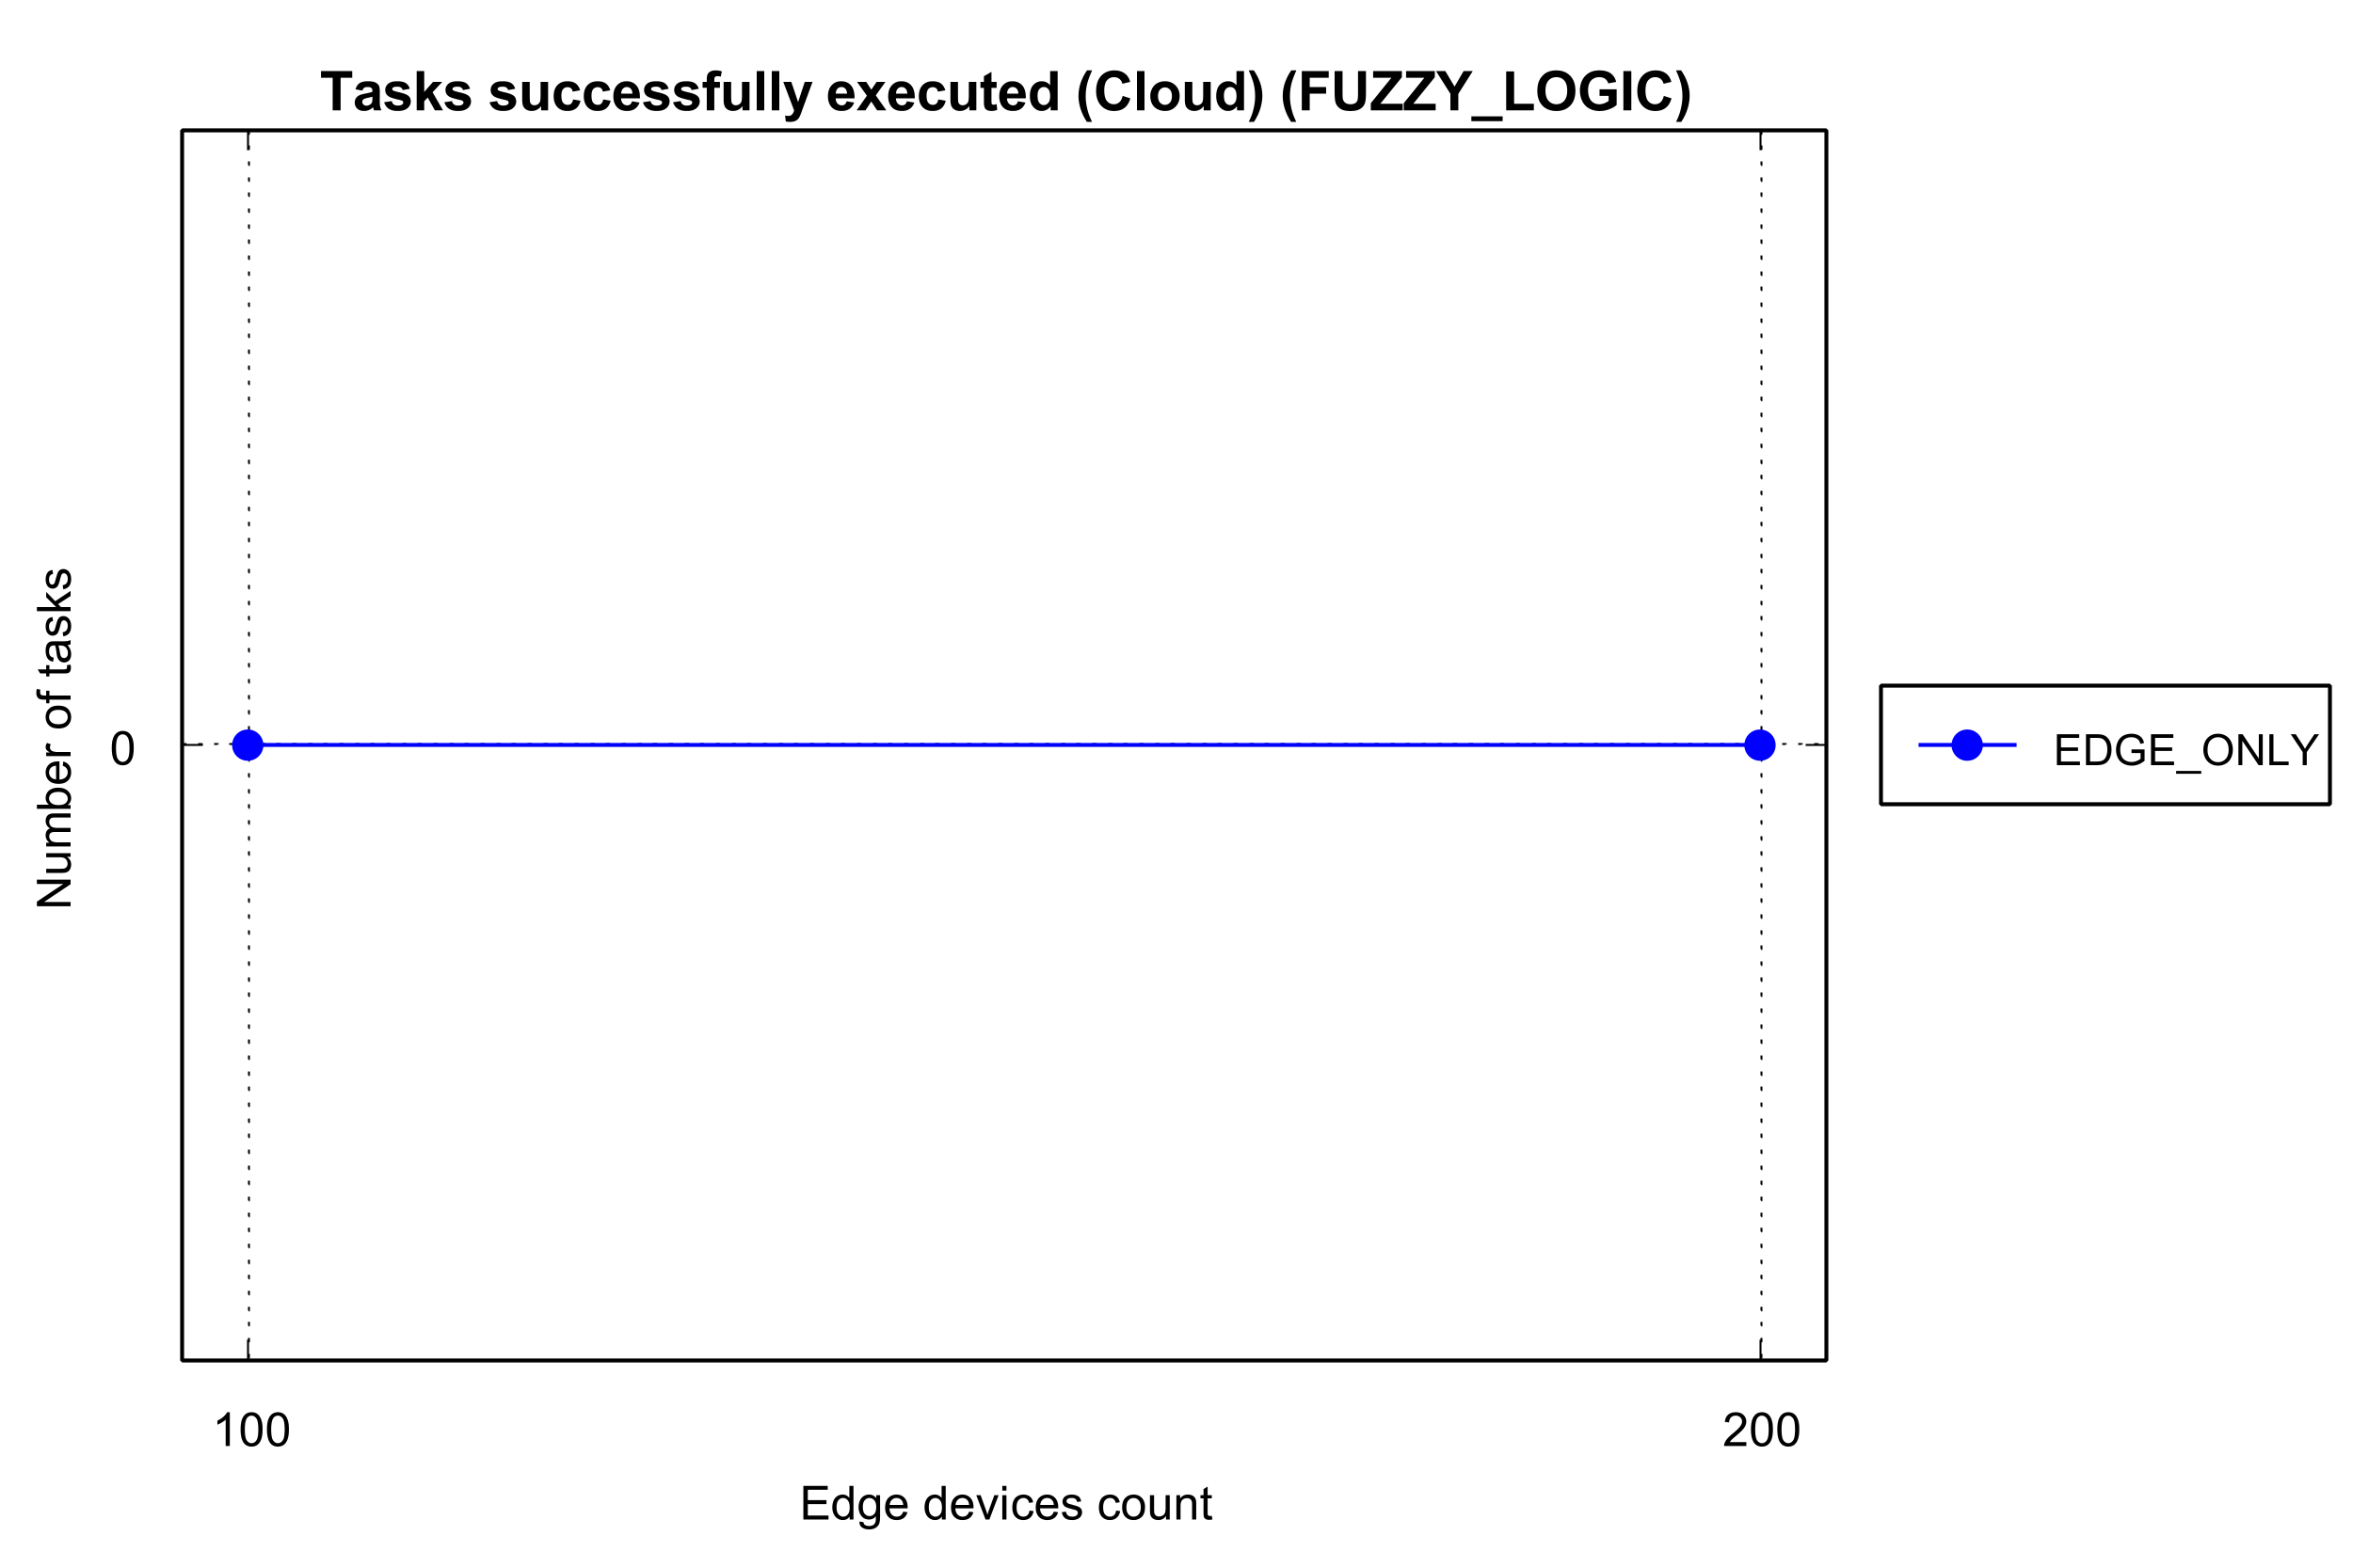 Tasks successfully executed (Cloud) (FUZZY_LOGIC)
Number of tasks
0
EDGE_ONLY
100 200
Edge devices count